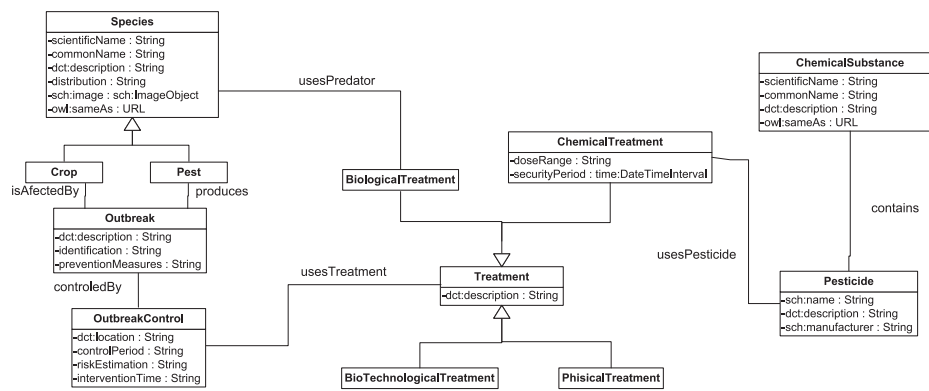 Species
-scientificName : String
-commonName : String
-dct:description : String
-distribution : String
-sch:image : sch:ImageObject
-owl:sameAs : URL
usesPredator
ChemicalSubstance
-scientificName : String
-commonName : String
-dct:description : String
-owl:sameAs : URL
ChemicalTreatment
-doseRange : String
-securityPeriod : time:DateTimeInterval
Crop
Pest
BiologicalTreatment
isAfectedBy
produces
contains
Outbreak
-dct:description : String
-identification : String
-preventionMeasures : String
usesPesticide
usesTreatment
Treatment
-dct:description : String
Pesticide
-sch:name : String
-dct:description : String
-sch:manufacturer : String
controledBy
OutbreakControl
-dct:location : String
-controlPeriod : String
-riskEstimation : String
-interventionTime : String
BioTechnologicalTreatment
PhisicalTreatment